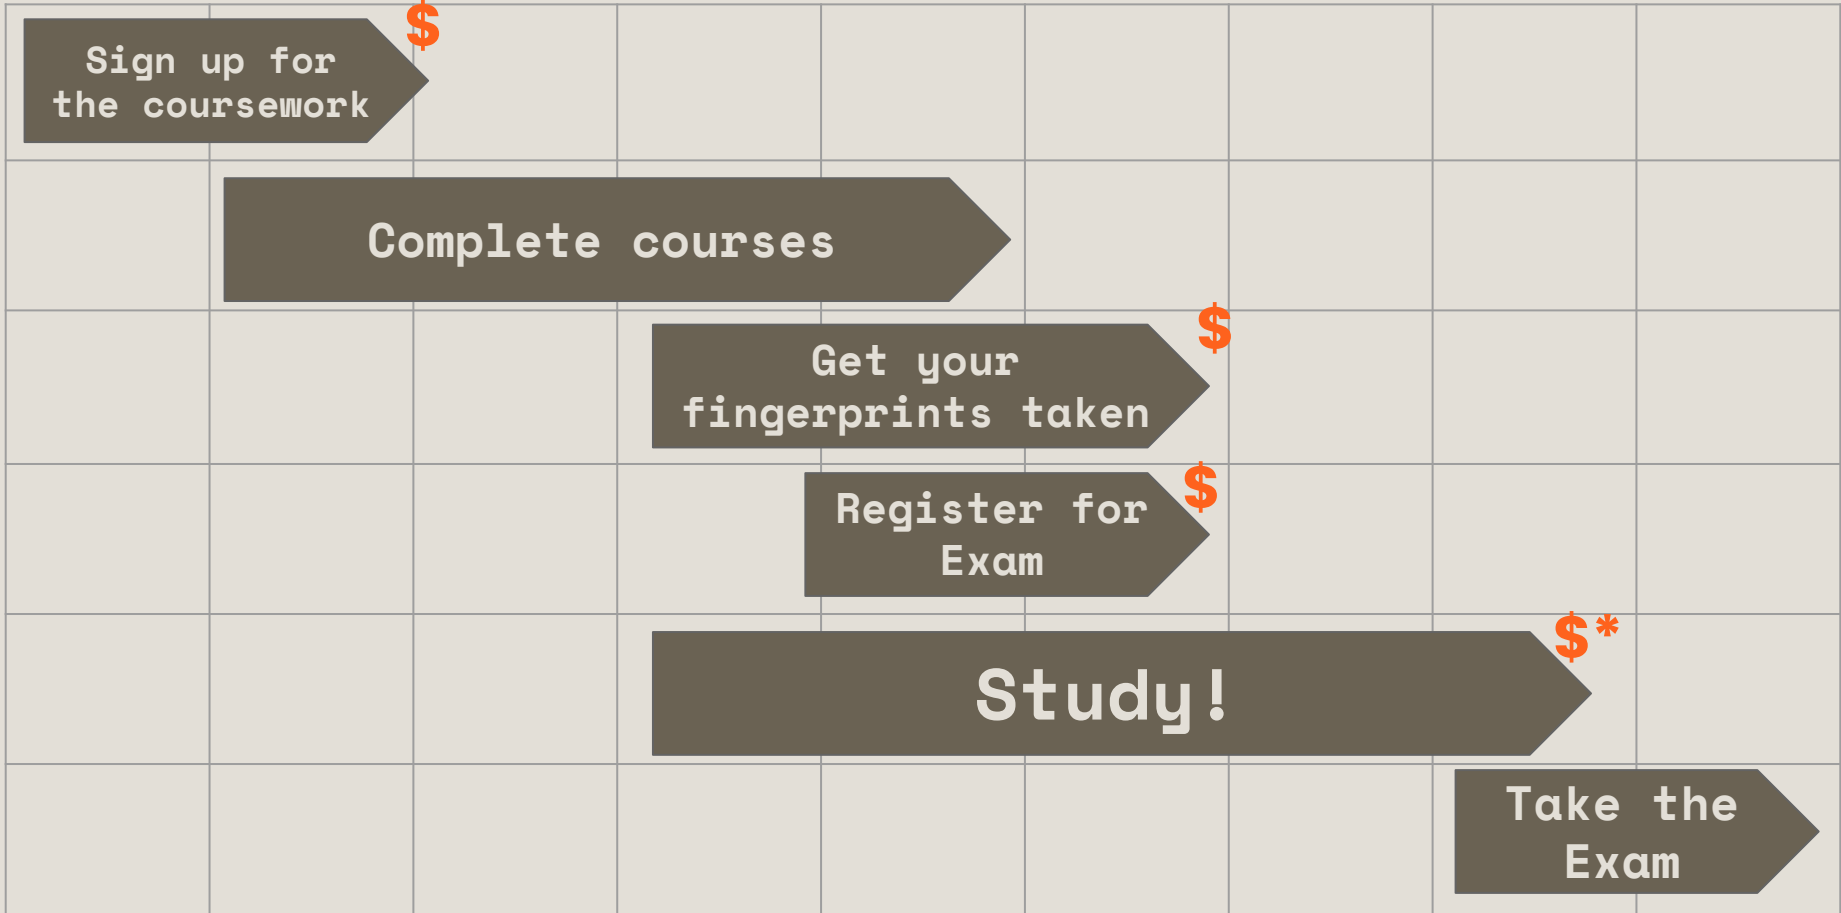 $
Sign up for
the coursework
Complete courses
$
Get your
fingerprints taken
$
Register for
Exam
$*
Study!
Take the
Exam